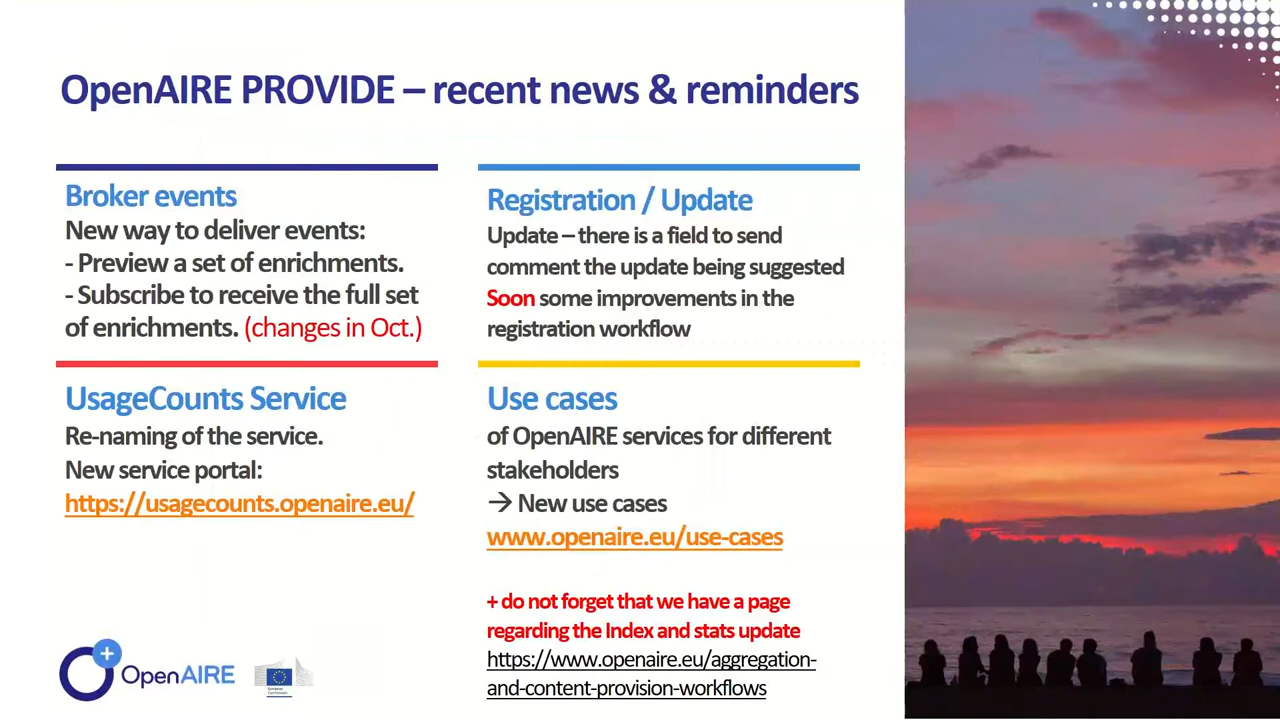 OpenAIRE PROVIDE – recent news & reminders
Broker events
New way to deliver events:
- Preview a set of enrichments.
- Subscribe to receive the full set
of enrichments. (changes in Oct.)
Registration / Update
Update – there is a field to send
comment the update being suggested
Soon some improvements in the
registration workflow
UsageCounts Service
Re-naming of the service.
New service portal:
https://usagecounts.openaire.eu/
Use cases
of OpenAIRE services for different
stakeholders
→ New use cases
www.openaire.eu/use-cases
+ do not forget that we have a page
regarding the Index and stats update
https://www.openaire.eu/aggregation-
and-content-provision-workflows
OpenAIRE
European
Commission